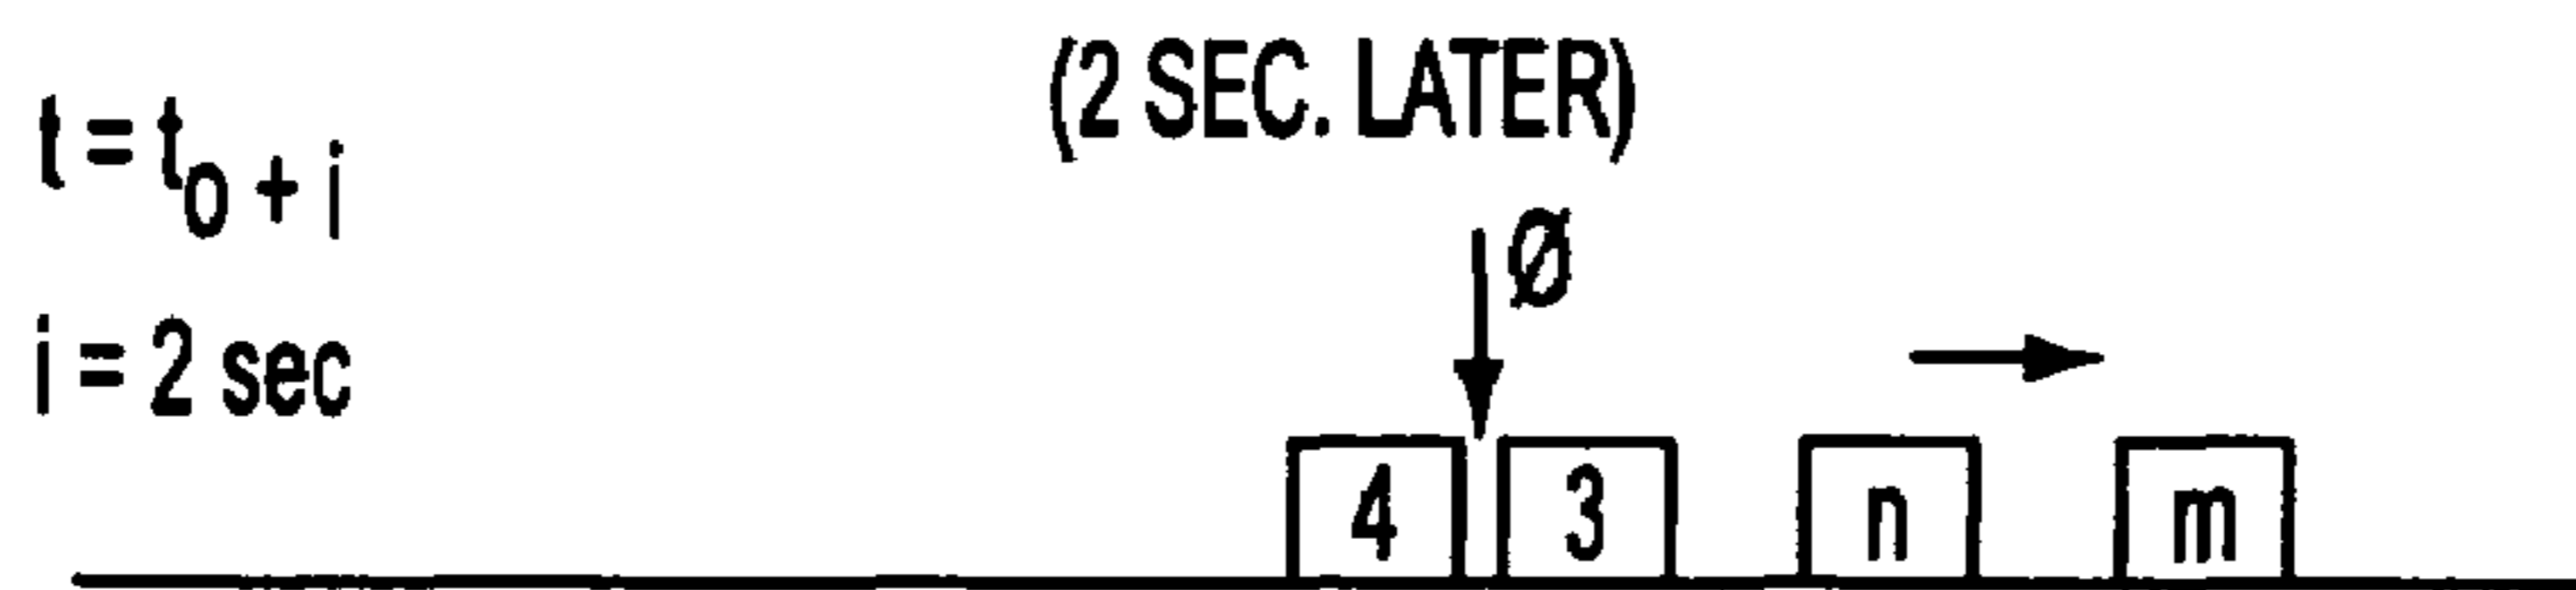 (2 SEC. LATER)
t = t₀ + i
Ø
i = 2 sec
4 3 n m